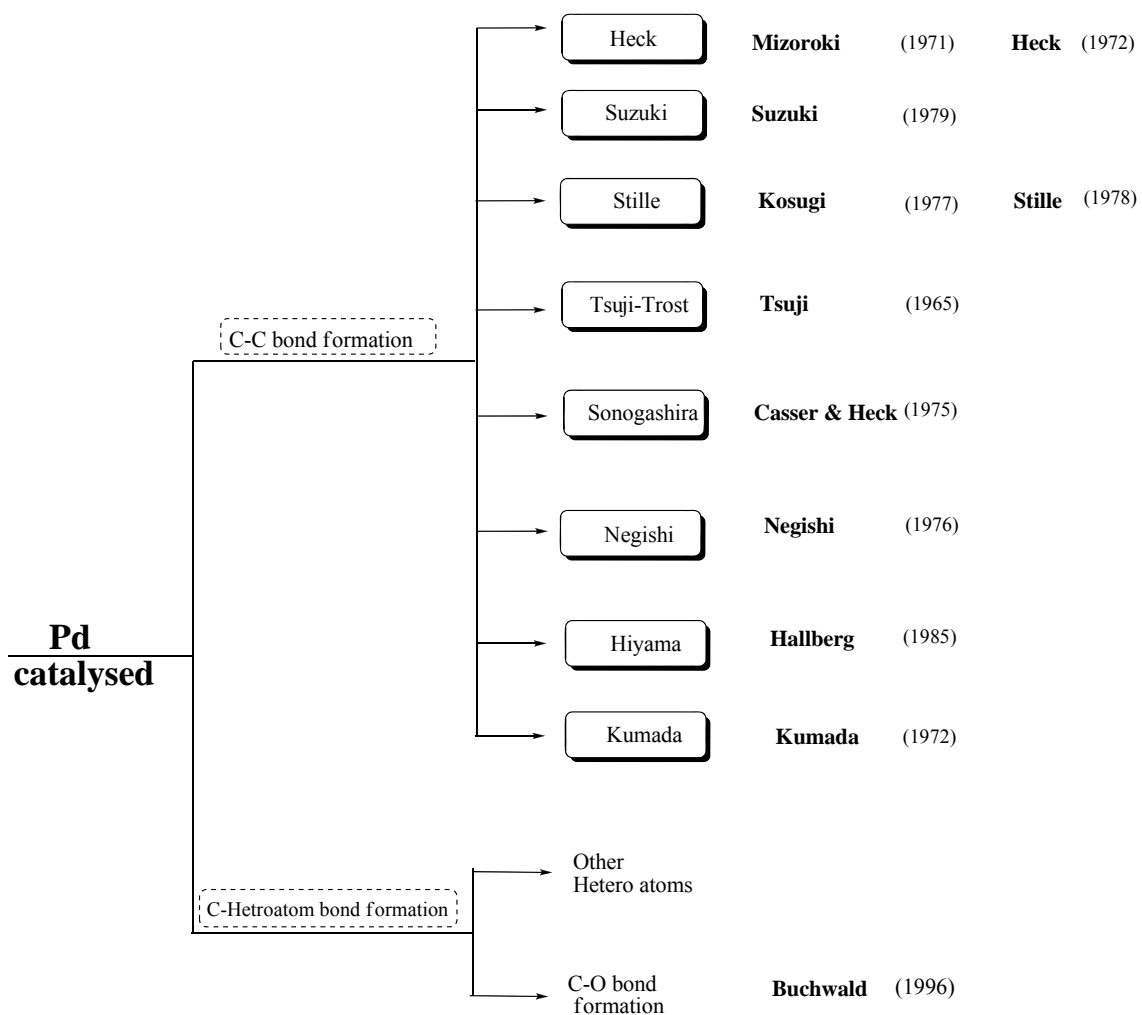 Heck Mizoroki (1971) Heck (1972)
Suzuki Suzuki (1979)
Stille Kosugi (1977) Stille (1978)
Tsuji-Trost Tsuji (1965)
C-C bond formation
Sonogashira Casser & Heck (1975)
Negishi Negishi (1976)
Pd
catalysed
Hiyama Hallberg (1985)
Kumada Kumada (1972)
Other
Hetero atoms
C-Hetroatom bond formation
C-O bond
formation
Buchwald (1996)